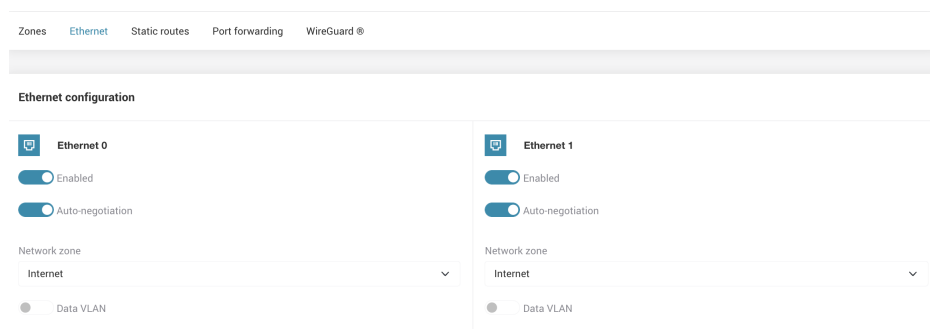 Zones Ethernet Static routes Port forwarding WireGuard ®
Ethernet configuration
Ethernet 0
Enabled
Auto-negotiation
Network zone
Internet
Data VLAN
Ethernet 1
Enabled
Auto-negotiation
Network zone
Internet
Data VLAN